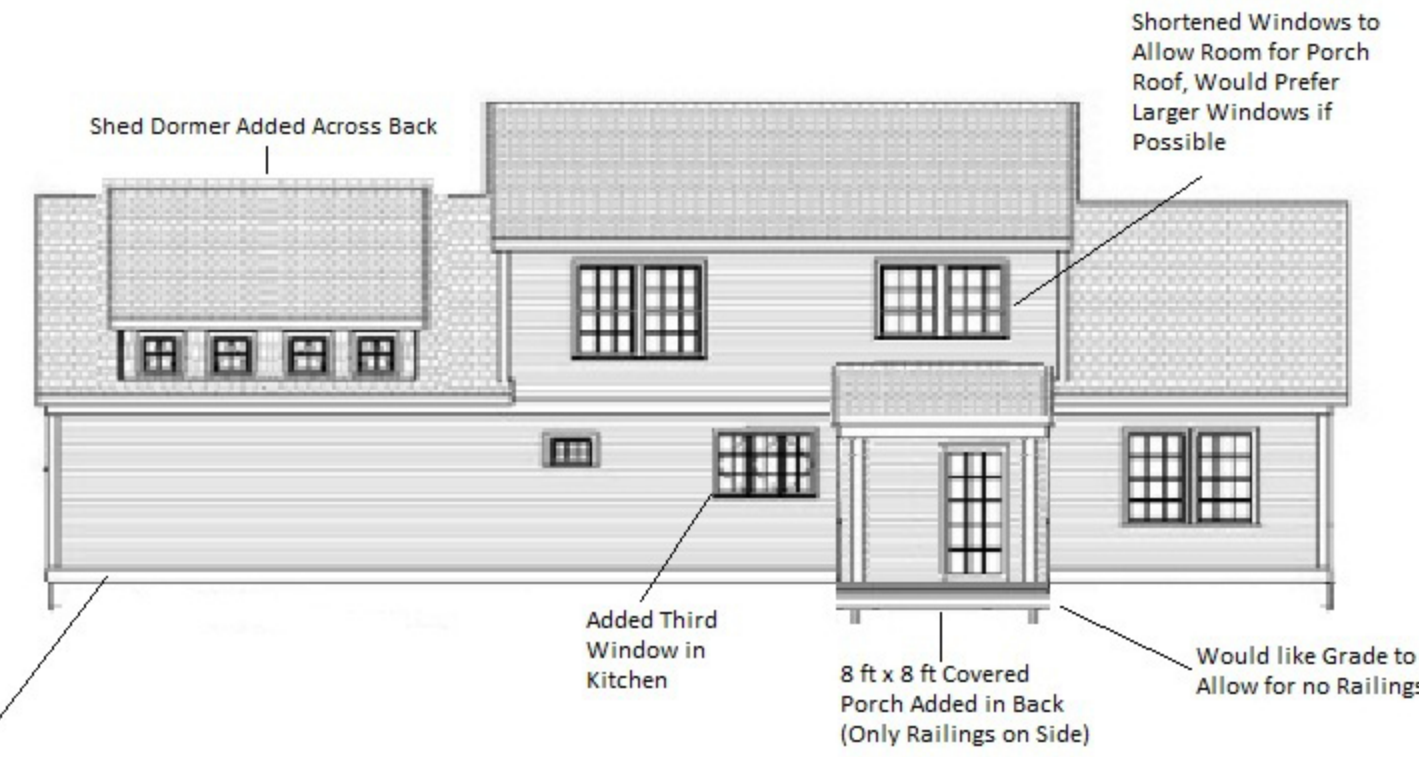 Shortened Windows to
Allow Room for Porch
Roof, Would Prefer
Larger Windows if
Possible
Shed Dormer Added Across Back
Added Third
Window in
Kitchen
8 ft x 8 ft Covered
Porch Added in Back
(Only Railings on Side)
Would like Grade to
Allow for no Railings